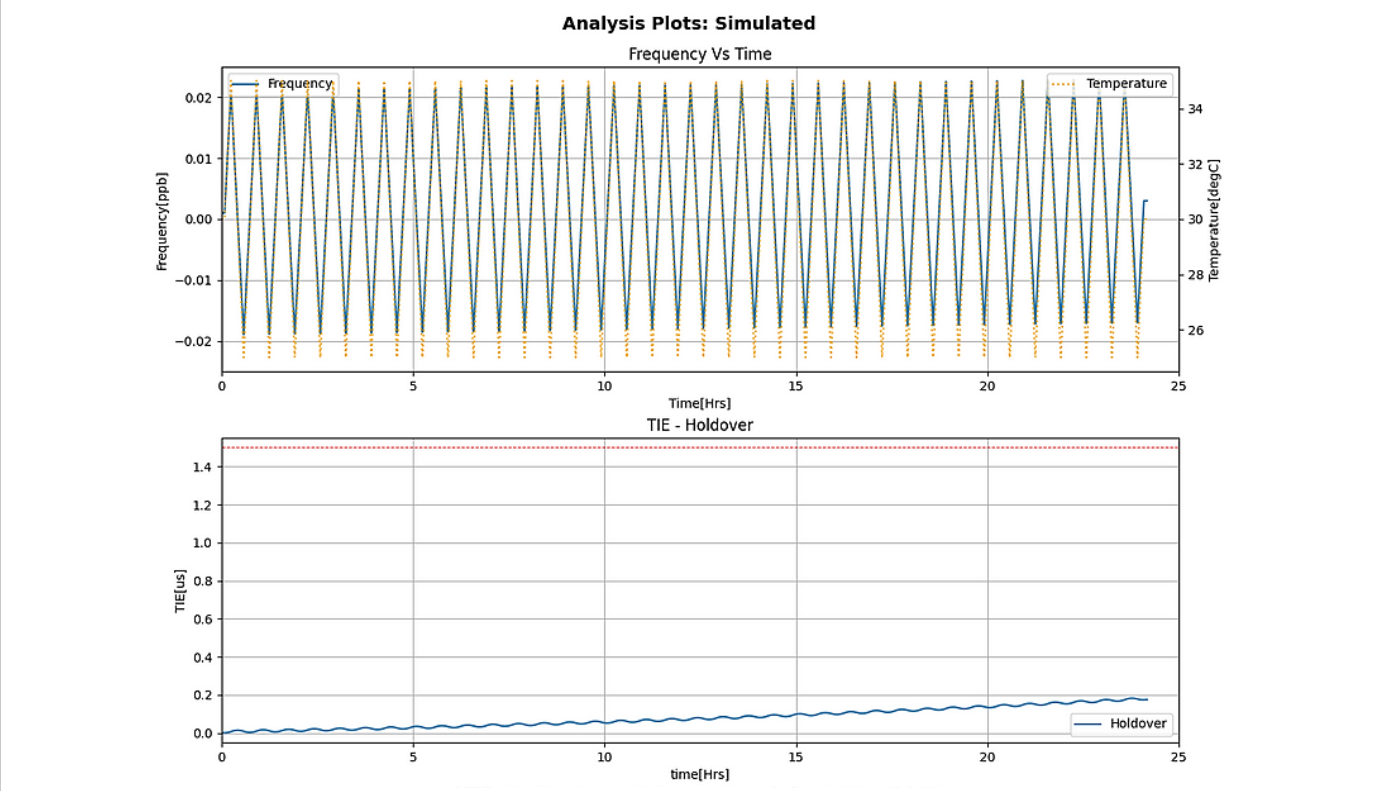 Analysis Plots: Simulated
Frequency Vs Time
Frequency
Temperature
0.02
0.01
0.00
−0.01
−0.02
Frequency[ppb]
34
32
30
28
26
Temperature[degC]
0 5 10 15 20 25
Time[Hrs]
TIE - Holdover
1.4
1.2
1.0
0.8
0.6
0.4
0.2
0.0
TIE[us]
Holdover
0 5 10 15 20 25
time[Hrs]